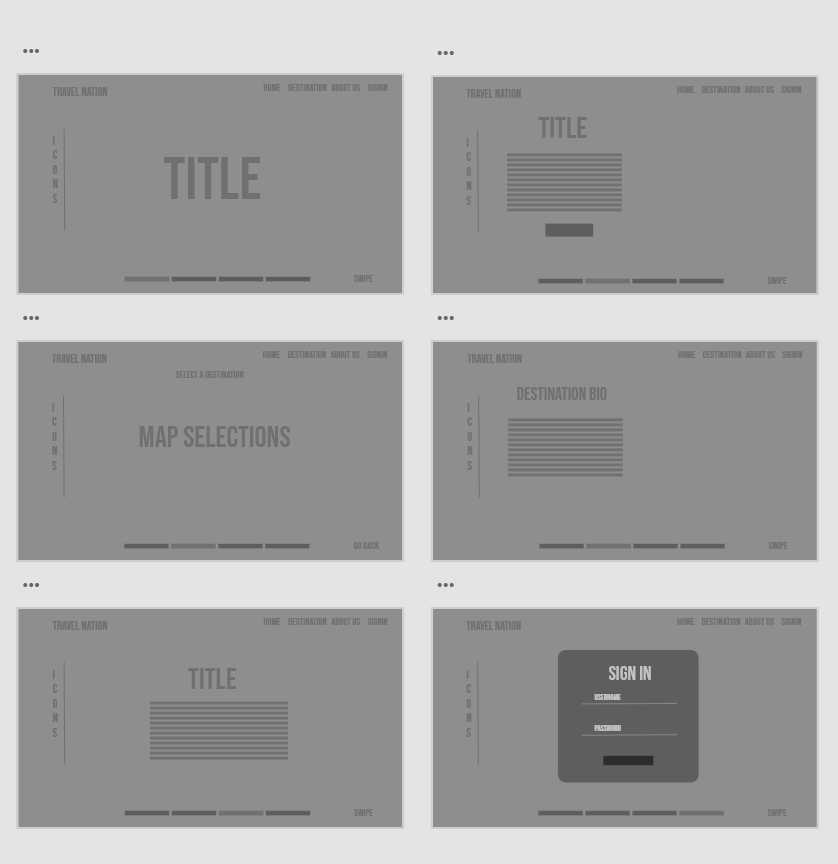 TRAVEL NATION
HOME DESTINATION ABOUT US SIGNIN
I
C
O
N
S
TITLE
SWIPE
TRAVEL NATION
HOME DESTINATION ABOUT US SIGNIN
TITLE
I
C
O
N
S
SWIPE
TRAVEL NATION
HOME DESTINATION ABOUT US SIGNIN
SELECT A DESTINATION
I
C
O
N
S
MAP SELECTIONS
GO BACK
TRAVEL NATION
HOME DESTINATION ABOUT US SIGNIN
DESTINATION BIO
I
C
O
N
S
SWIPE
TRAVEL NATION
HOME DESTINATION ABOUT US SIGNIN
I
C
O
N
S
TITLE
SWIPE
TRAVEL NATION
HOME DESTINATION ABOUT US SIGNIN
I
C
O
N
S
SIGN IN
USERNAME
PASSWORD
SWIPE